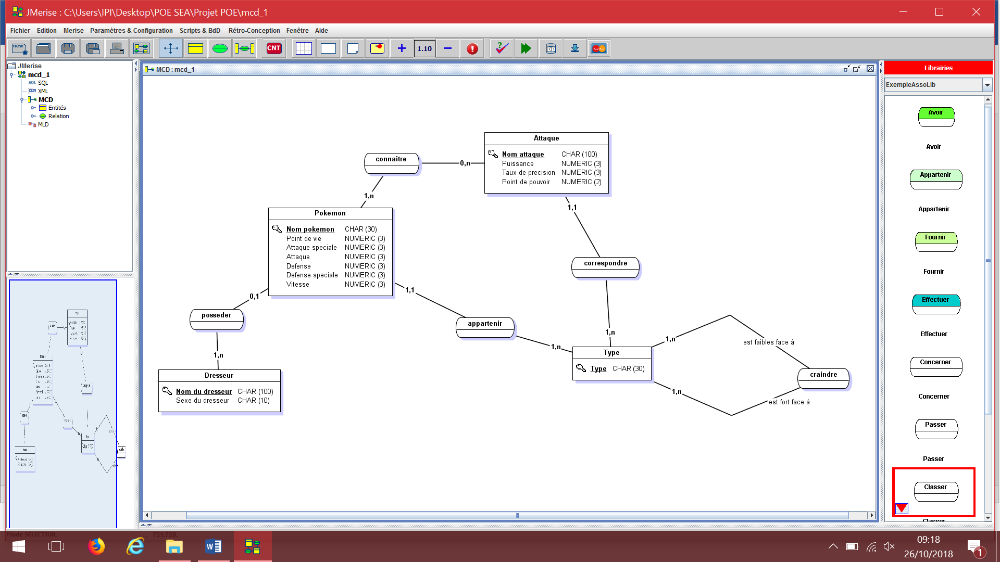 JMerise : C:\Users\IPI\Desktop\POE SEA\Projet POE\mcd_1
Fichier Edition Merise Paramètres & Configuration Scripts & BdD Rétro-Conception Fenêtre Aide
new CNT 1.10 DB
JMerise
mcd_1
SQL SQL
XML XML
MCD
Entités
Relation
MLD
MCD : mcd_1
Attaque
Nom attaque CHAR (100)
Puissance NUMERIC (3)
Taux de precision NUMERIC (3)
Point de pouvoir NUMERIC (2)
connaitre
0,n
1,n
1,1
Pokemon
Nom pokemon CHAR (30)
Point de vie NUMERIC (3)
Attaque speciale NUMERIC (3)
Attaque NUMERIC (3)
Defense NUMERIC (3)
Defense speciale NUMERIC (3)
Vitesse NUMERIC (3)
correspondre
0,1
1,1
posseder
appartenir
1,n
1,n
1,n
1,n
est faibles face à
Type
Type CHAR (30)
craindre
1,n
est fort face à
Dresseur
Nom du dresseur CHAR (100)
Sexe du dresseur CHAR (10)
Librairies
ExempleAssoLib
Avoir
Avoir
Appartenir
Appartenir
Fournir
Fournir
Effectuer
Effectuer
Concerner
Concerner
Passer
Passer
Classer
Classer
Mode SELECTION.
751:759.
09:18
26/10/2018
1